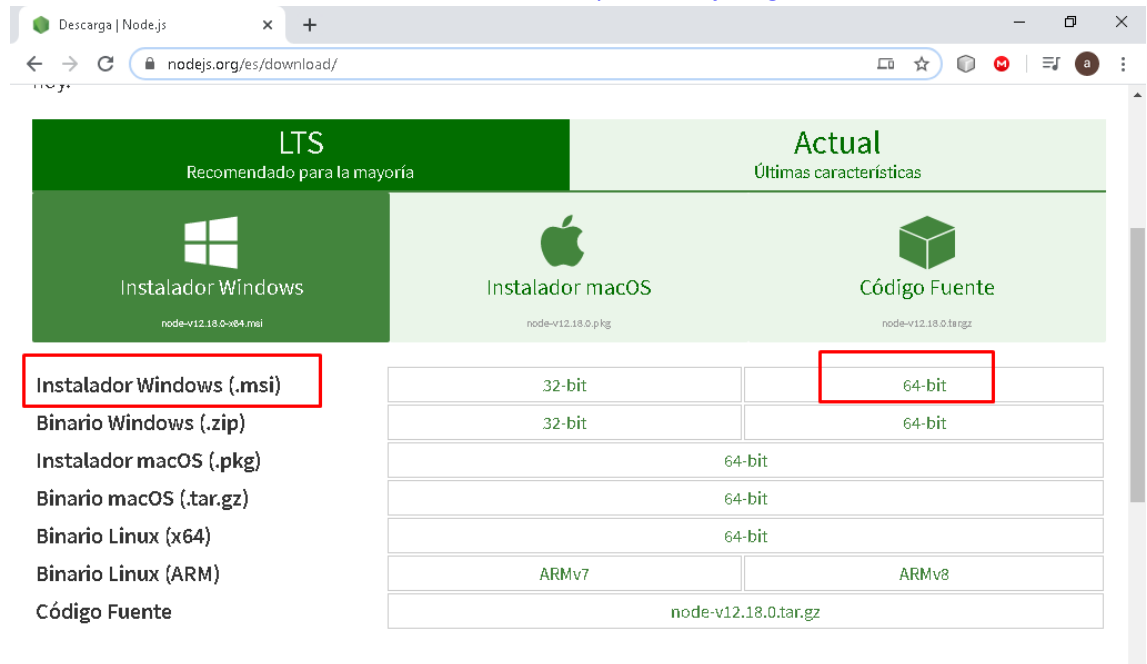 Descarga | Node.js
nodejs.org/es/download/
a
LTS
Recomendado para la mayoría
Actual
Últimas características
Instalador Windows
node-v12.18.0-x64.msi
Instalador macOS
node-v12.18.0.pkg
Código Fuente
node-v12.18.0.tar.gz
Instalador Windows (.msi) 32-bit 64-bit
Binario Windows (.zip) 32-bit 64-bit
Instalador macOS (.pkg) 64-bit
Binario macOS (.tar.gz) 64-bit
Binario Linux (x64) 64-bit
Binario Linux (ARM) ARMv7 ARMv8
Código Fuente node-v12.18.0.tar.gz